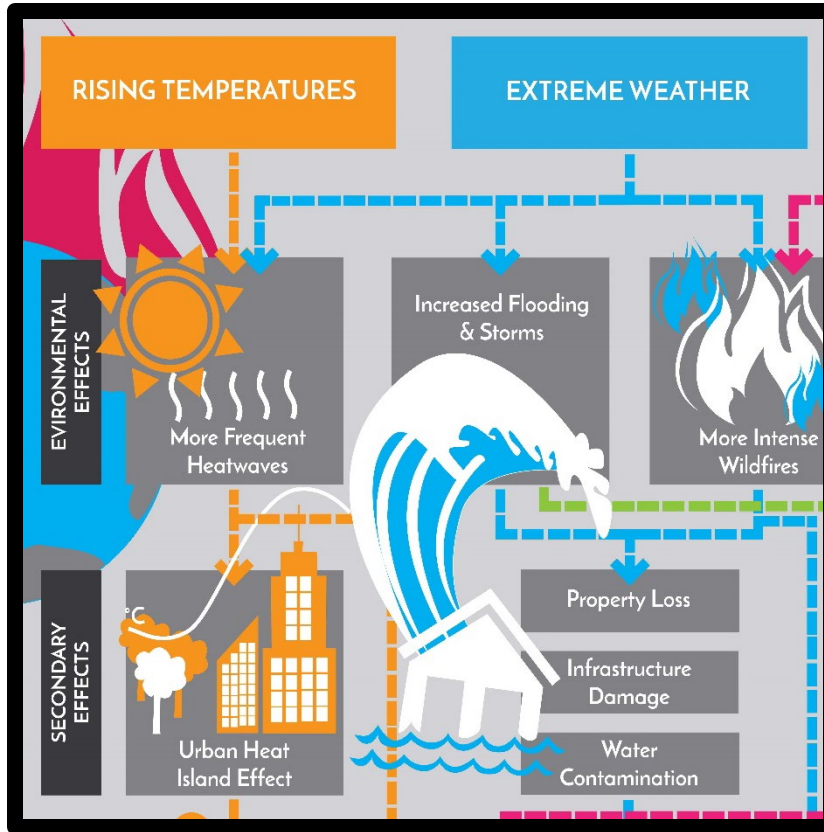 RISING TEMPERATURES
EXTREME WEATHER
EVIRONMENTAL
EFFECTS
Increased Flooding
& Storms
More Frequent
Heatwaves
More Intense
Wildfires
SECONDARY
EFFECTS
°C
Urban Heat
Island Effect
Property Loss
Infrastructure
Damage
Water
Contamination